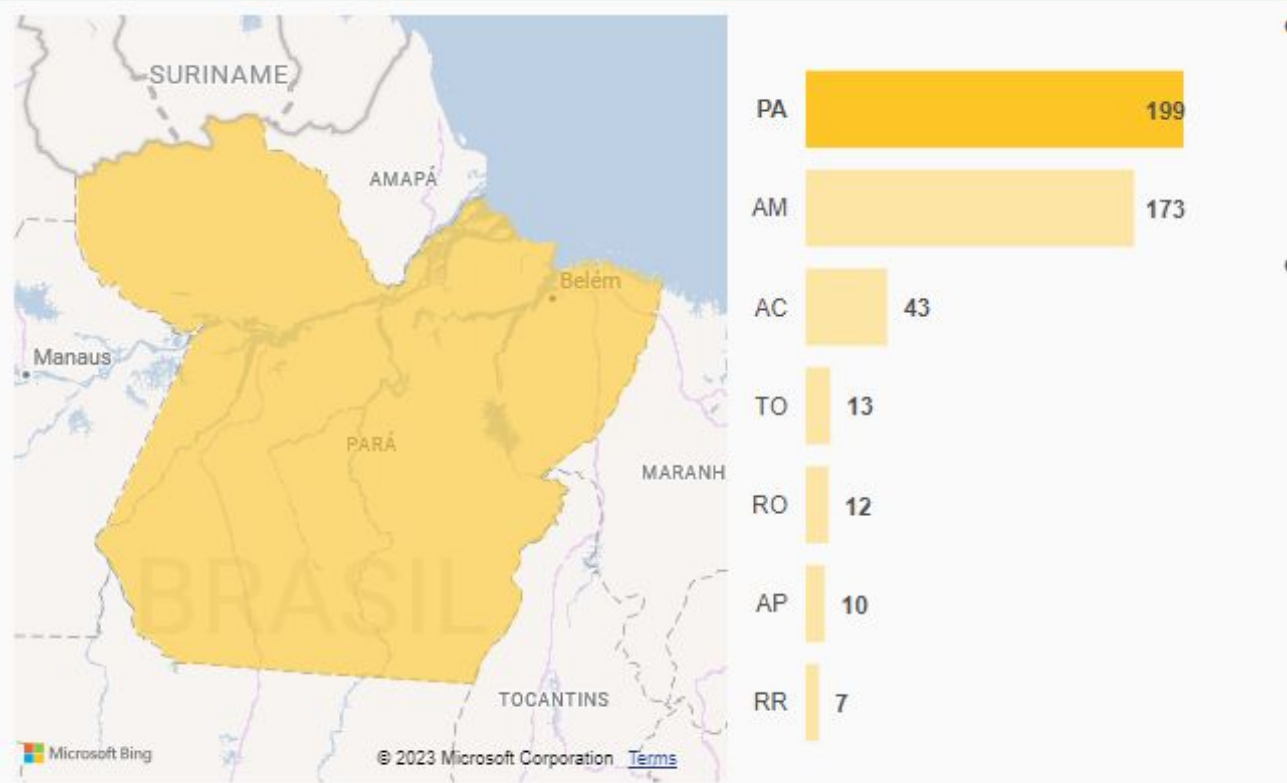 SURINAME
AMAPÁ
Belém
Manaus
PARÁ
MARANH
BRASIL
TOCANTINS
Microsoft Bing
© 2023 Microsoft Corporation Terms
PA 199
AM 173
AC 43
TO 13
RO 12
AP 10
RR 7